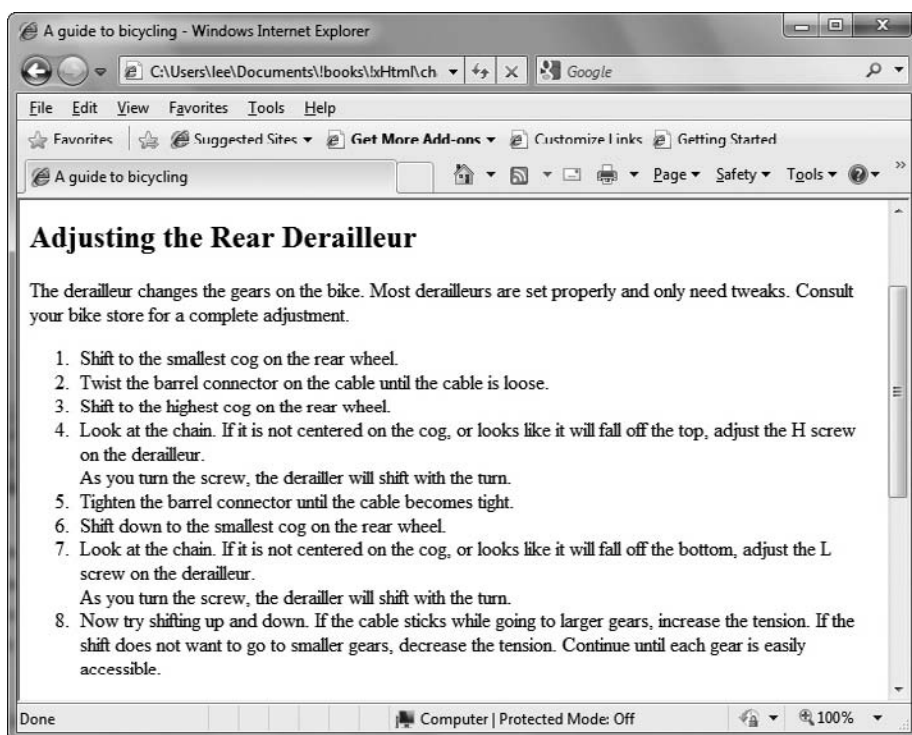 A guide to bicycling - Windows Internet Explorer
C:\Users\lee\Documents\!books\!xHtml\ch
Google
File Edit View Favorites Tools Help
Favorites Suggested Sites Get More Add-ons Customize Links Getting Started
A guide to bicycling Page Safety Tools
Adjusting the Rear Derailleur
The derailleur changes the gears on the bike. Most derailleurs are set properly and only need tweaks. Consult
your bike store for a complete adjustment.
1. Shift to the smallest cog on the rear wheel.
2. Twist the barrel connector on the cable until the cable is loose.
3. Shift to the highest cog on the rear wheel.
4. Look at the chain. If it is not centered on the cog, or looks like it will fall off the top, adjust the H screw
on the derailleur.
As you turn the screw, the derailler will shift with the turn.
5. Tighten the barrel connector until the cable becomes tight.
6. Shift down to the smallest cog on the rear wheel.
7. Look at the chain. If it is not centered on the cog, or looks like it will fall off the bottom, adjust the L
screw on the derailleur.
As you turn the screw, the derailler will shift with the turn.
8. Now try shifting up and down. If the cable sticks while going to larger gears, increase the tension. If the
shift does not want to go to smaller gears, decrease the tension. Continue until each gear is easily
accessible.
Done Computer | Protected Mode: Off 100%